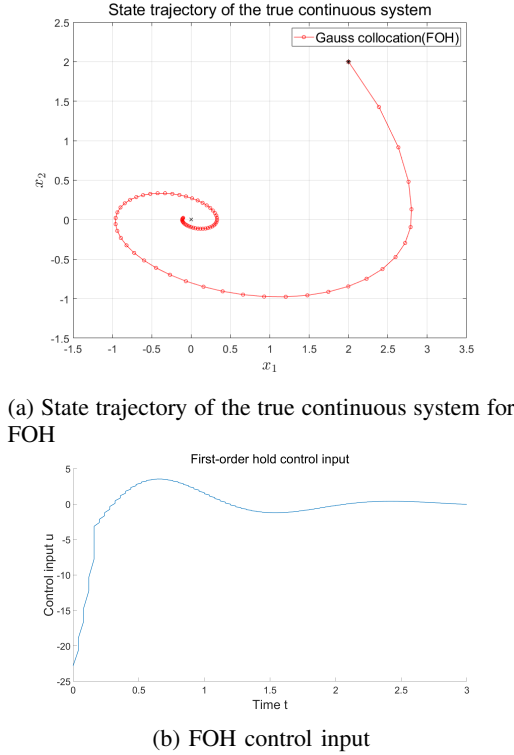 State trajectory of the true continuous system
2.5
Gauss collocation(FOH)
2
1.5
1
0.5
0
-0.5
-1
-1.5
x2
-1.5 -1 -0.5 0 0.5 1 1.5 2 2.5 3 3.5
x1
(a) State trajectory of the true continuous system for
FOH
First-order hold control input
5
0
-5
-10
-15
-20
-25
Control input u
0 0.5 1 1.5 2 2.5 3
Time t
(b) FOH control input